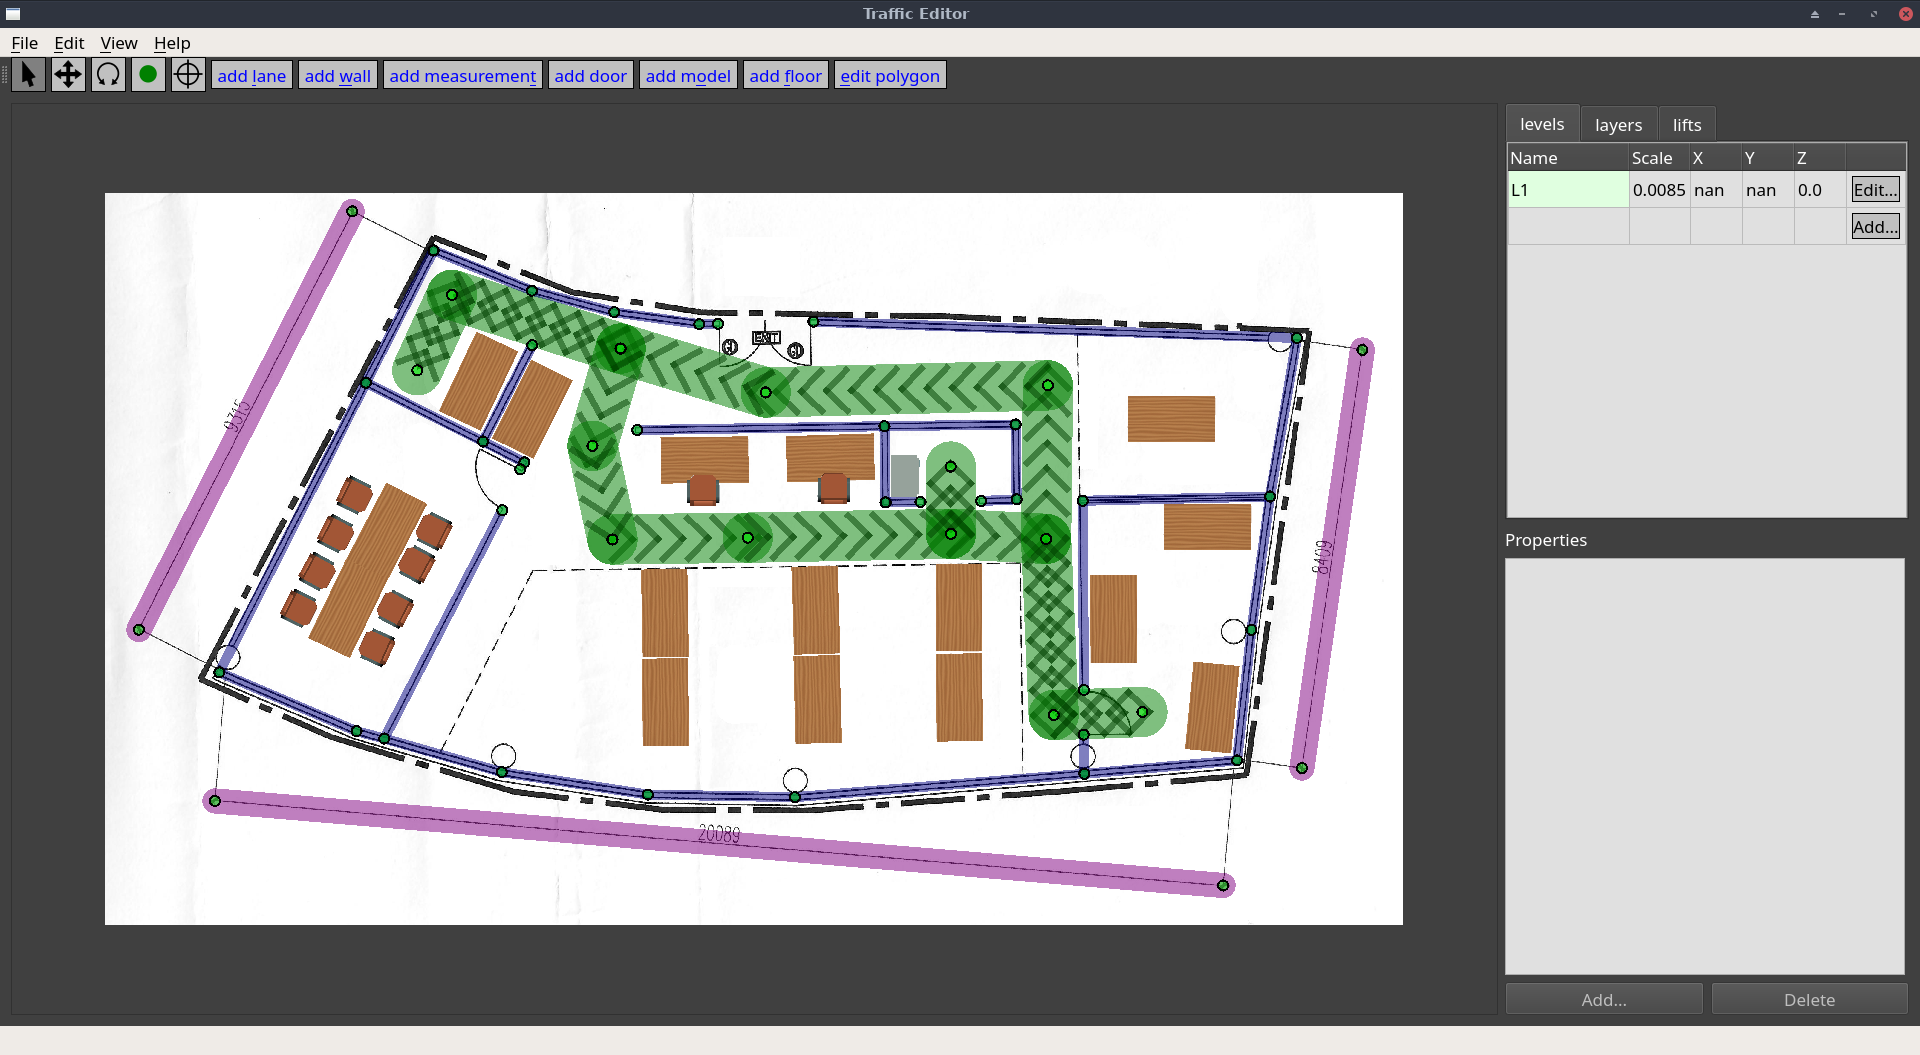 Traffic Editor
File Edit View Help
add lane add wall add measurement add door add model add floor edit polygon
levels layers lifts
Name Scale X Y Z
L1 0.0085 nan nan 0.0 Edit...
Add...
EXIT
9315
8409
20089
Properties
Add... Delete